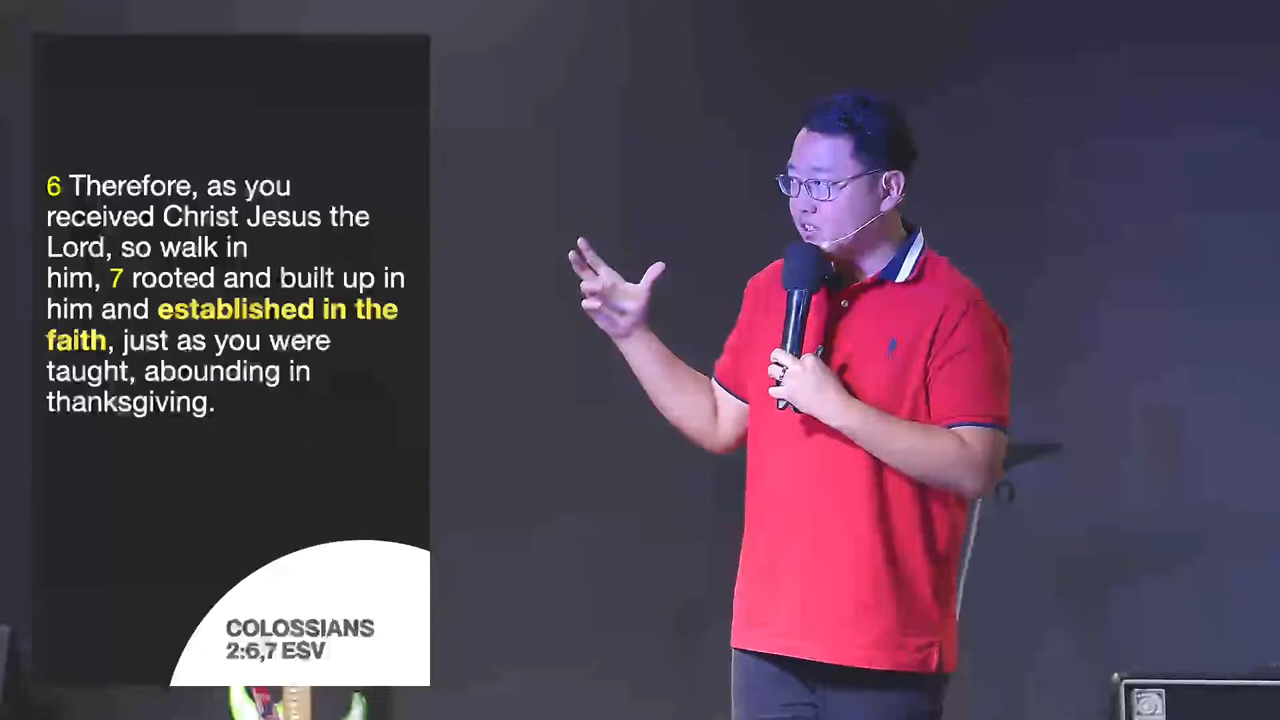 6 Therefore, as you
received Christ Jesus the
Lord, so walk in
him, 7 rooted and built up in
him and established in the
faith, just as you were
taught, abounding in
thanksgiving.
COLOSSIANS
2:6,7 ESV